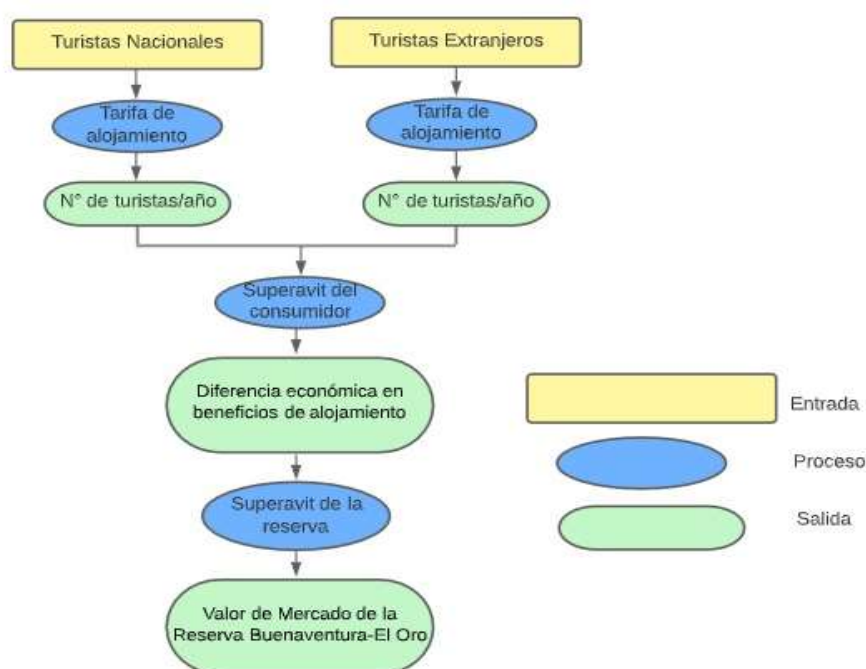 Turistas Nacionales
Turistas Extranjeros
Tarifa de
alojamiento
Tarifa de
alojamiento
N° de turistas/año
N° de turistas/año
Superavit del
consumidor
Diferencia económica en
beneficios de alojamiento
Superavit de la
reserva
Valor de Mercado de la
Reserva Buenaventura-El Oro
Entrada
Proceso
Salida